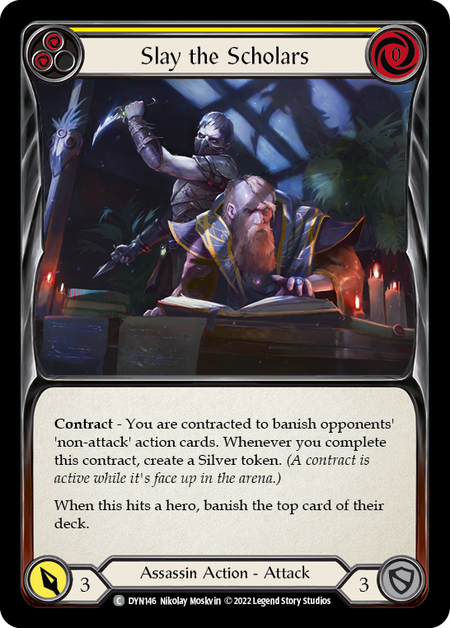 Slay the Scholars
0
Contract - You are contracted to banish opponents'
'non-attack' action cards. Whenever you complete
this contract, create a Silver token. (A contract is
active while it's face up in the arena.)
When this hits a hero, banish the top card of their
deck.
3
Assassin Action - Attack
3
C DYN146 Nikolay Moskvin © 2022 Legend Story Studios